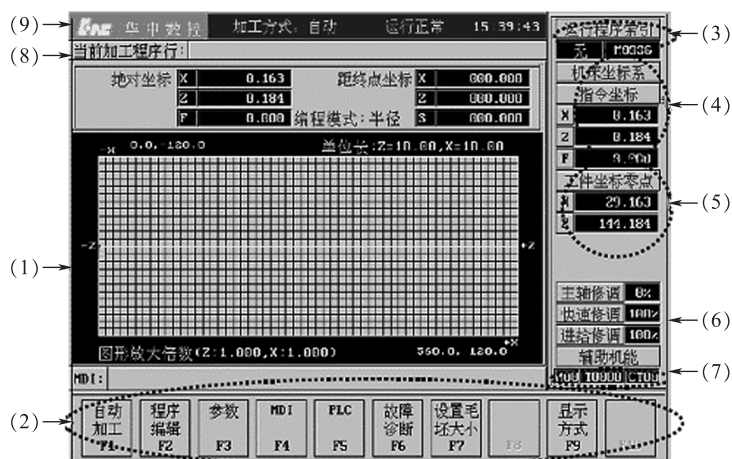 (9) 华中数控 加工方式：自动 运行正常 15:39:43
(8) 当前加工程序行：
绝对坐标 X 0.163 距终点坐标 X 000.000
Z 0.184 Z 000.000
F 0.000 编程模式：半径 S 000.000
-X 0.0,-180.0 单位长:Z=10.00,X=10.00
-Z +Z
(1)
+X
图形放大倍数(Z:1.000,X:1.000) 360.0, 180.0
MDI:
(2)
自动加工 F1
程序编辑 F2
参数 F3
MDI F4
PLC F5
故障诊断 F6
设置毛坯大小 F7
F8
显示方式 F9
F10
运行程序索引 (3)
无
机床坐标系
指令坐标 (4)
X 0.163
Z 0.184
F 0.000
工件坐标零点
X 29.163 (5)
Z 144.184
主轴修调 0%
快速修调 100% (6)
进给修调 100%
辅助机能
M00 T0000 CT00 (7)